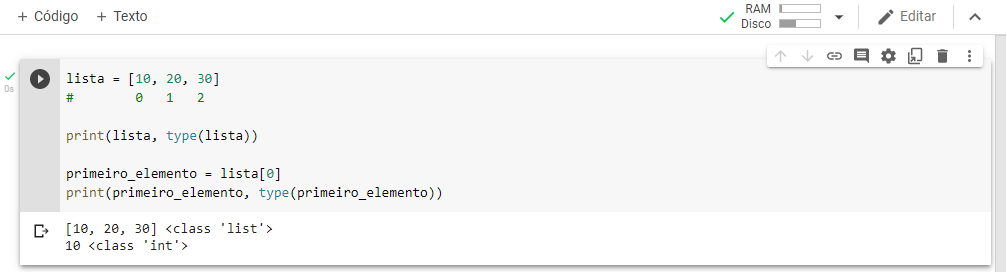 + Código + Texto
RAM
Disco
Editar
0s
lista = [10, 20, 30]
#        0   1   2
print(lista, type(lista))
primeiro_elemento = lista[0]
print(primeiro_elemento, type(primeiro_elemento))
[10, 20, 30] <class 'list'>
10 <class 'int'>